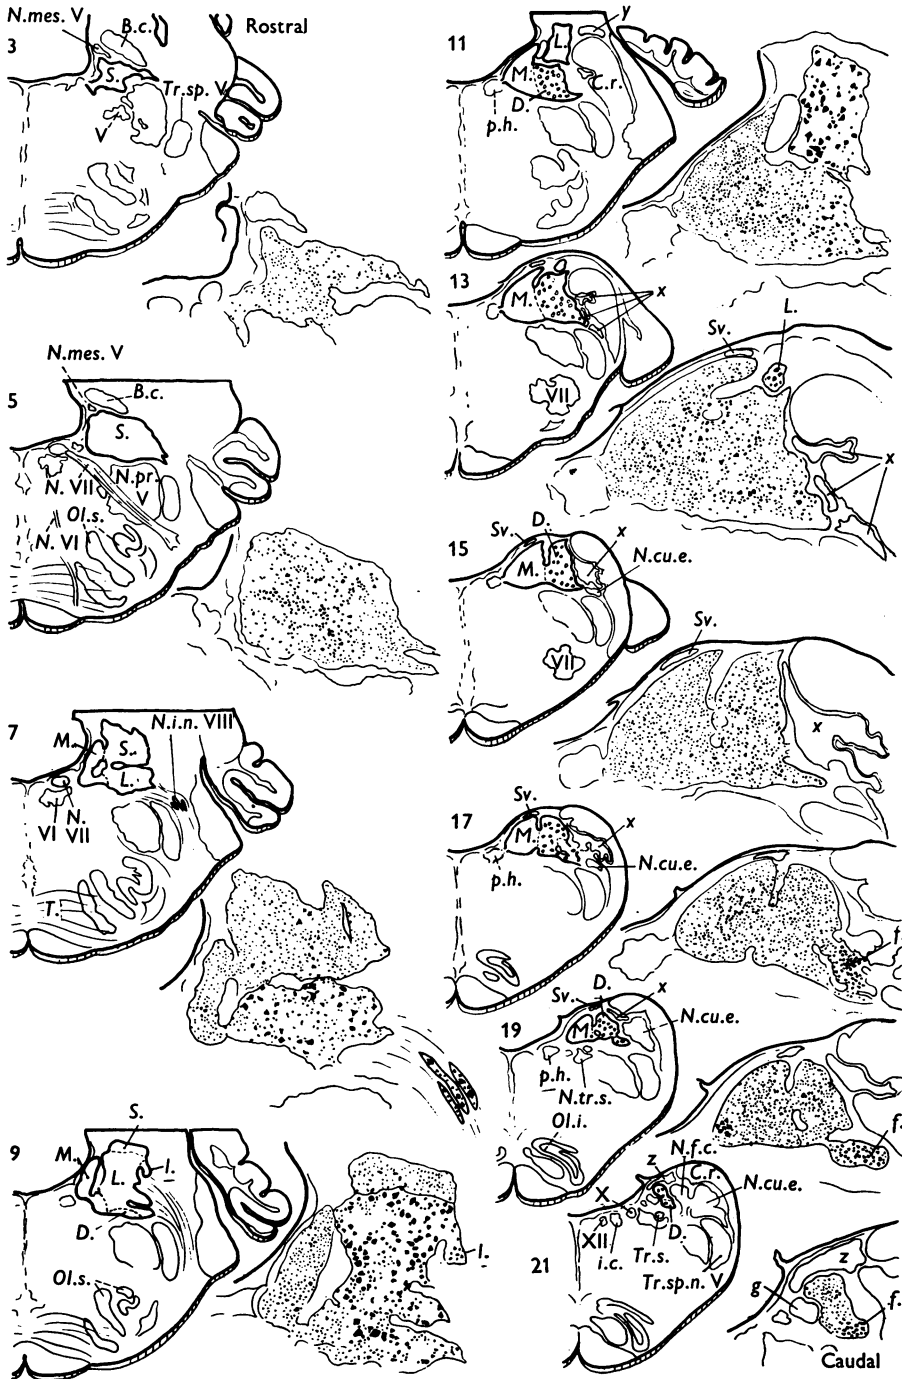 N.mes. V
B.c.
Rostral
3
S.
Tr.sp. V
V
N.mes. V
B.c.
5
S.
N. VII
N.pr.
V
Ol.s.
N. VI
7
N.i.n. VIII
M.
S.
L.
VI
N.
VII
T.
9
S.
M.
L.
I.
D.
Ol.s.
I.
11
y
L.
M.
C.r.
D.
p.h.
13
M.
x
VII
Sv.
L.
x
15
Sv.
D.
x
M.
N.cu.e.
VII
Sv.
x
17
Sv.
M.
x
N.cu.e.
p.h.
f.
19
Sv.
D.
x
M.
N.cu.e.
p.h.
N.tr.s.
Ol.i.
f.
21
X
z
N.f.c.
C.r.
N.cu.e.
XII
i.c.
D.
Tr.s.
Tr.sp.n. V
z
g
f.
Caudal